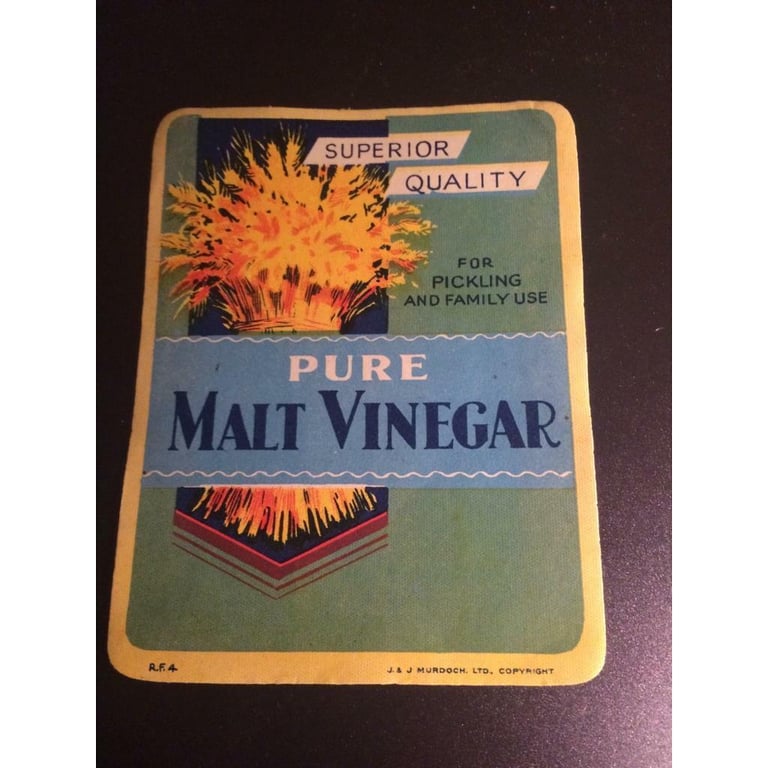 SUPERIOR
QUALITY
FOR
PICKLING
AND FAMILY USE
PURE
MALT VINEGAR
R.F.4
J. & J MURDOCH. LTD., COPYRIGHT